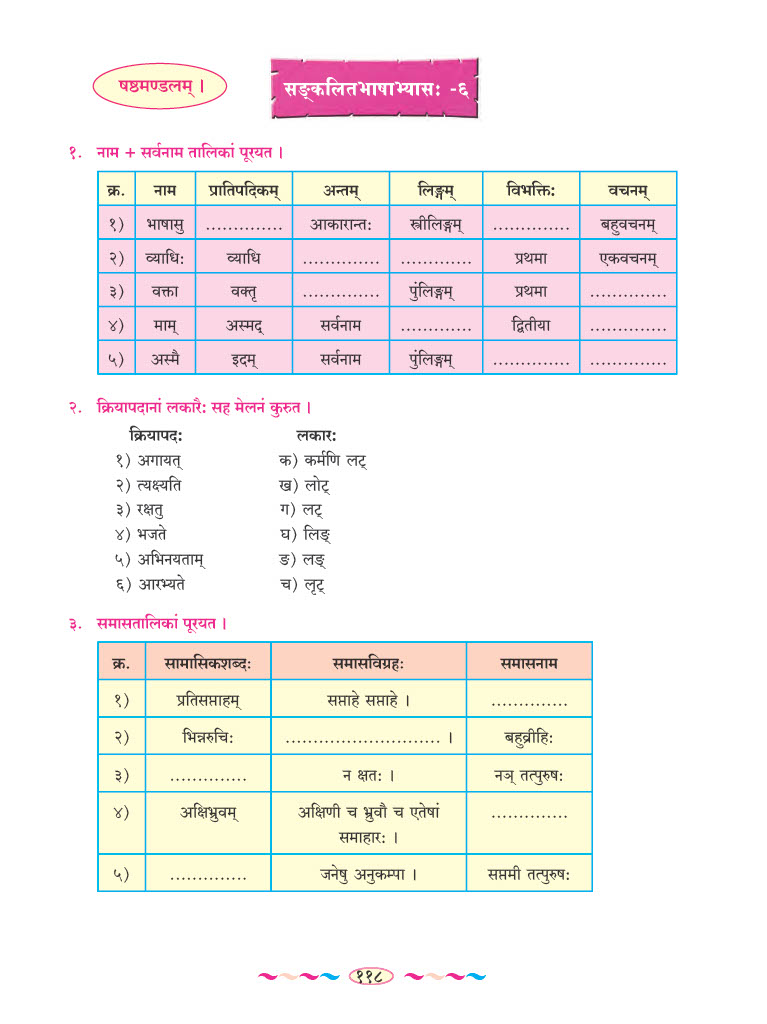 षष्ठमण्डलम् ।
सङ्कलितभाषाभ्यासः -६
१. नाम + सर्वनाम तालिकां पूरयत ।
क्र. नाम प्रातिपदिकम् अन्तम् लिङ्गम् विभक्तिः वचनम्
१) भाषासु .............. आकारान्तः स्त्रीलिङ्गम् .............. बहुवचनम्
२) व्याधिः व्याधि .............. ............. प्रथमा एकवचनम्
३) वक्ता वक्तृ .............. पुंलिङ्गम् प्रथमा ..............
४) माम् अस्मद् सर्वनाम ............. द्वितीया ..............
५) अस्मै इदम् सर्वनाम पुंलिङ्गम् .............. ..............
२. क्रियापदानां लकारैः सह मेलनं कुरुत ।
क्रियापदः लकारः
१) अगायत् क) कर्मणि लट्
२) त्यक्ष्यति ख) लोट्
३) रक्षतु ग) लट्
४) भजते घ) लिङ्
५) अभिनयताम् ङ) लङ्
६) आरभ्यते च) लृट्
३. समासतालिकां पूरयत ।
क्र. सामासिकशब्दः समासविग्रहः समासनाम
१) प्रतिसप्ताहम् सप्ताहे सप्ताहे । ..............
२) भिन्नरुचिः ............................ । बहुव्रीहिः
३) .............. न क्षतः । नञ् तत्पुरुषः
४) अक्षिभ्रुवम् अक्षिणी च भ्रुवौ च एतेषां ..............
समाहारः ।
५) .............. जनेषु अनुकम्पा । सप्तमी तत्पुरुषः
११८